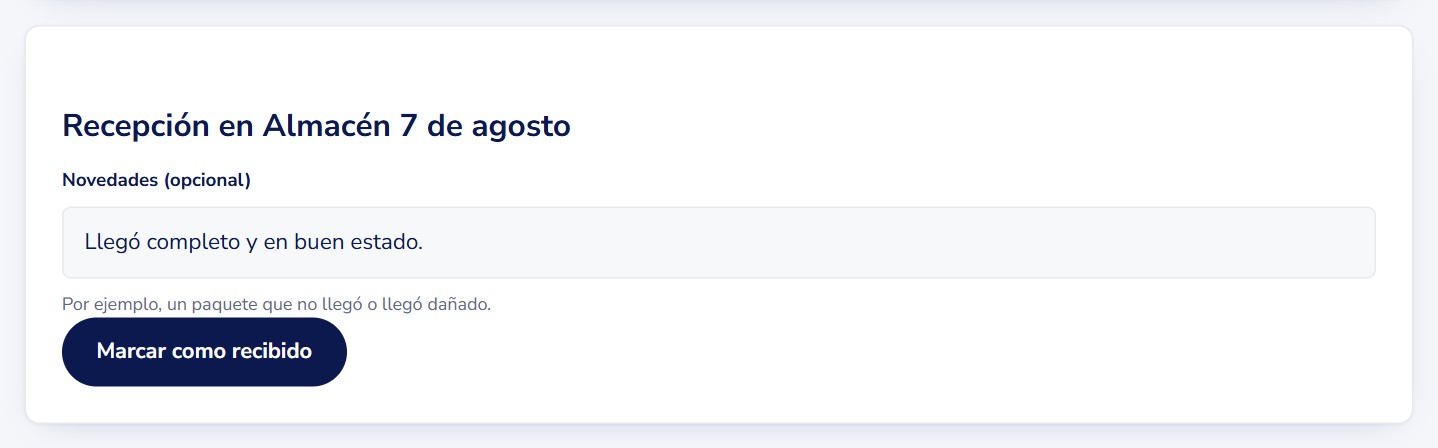 Recepción en Almacén 7 de agosto
Novedades (opcional)
Llegó completo y en buen estado.
Por ejemplo, un paquete que no llegó o llegó dañado.
Marcar como recibido